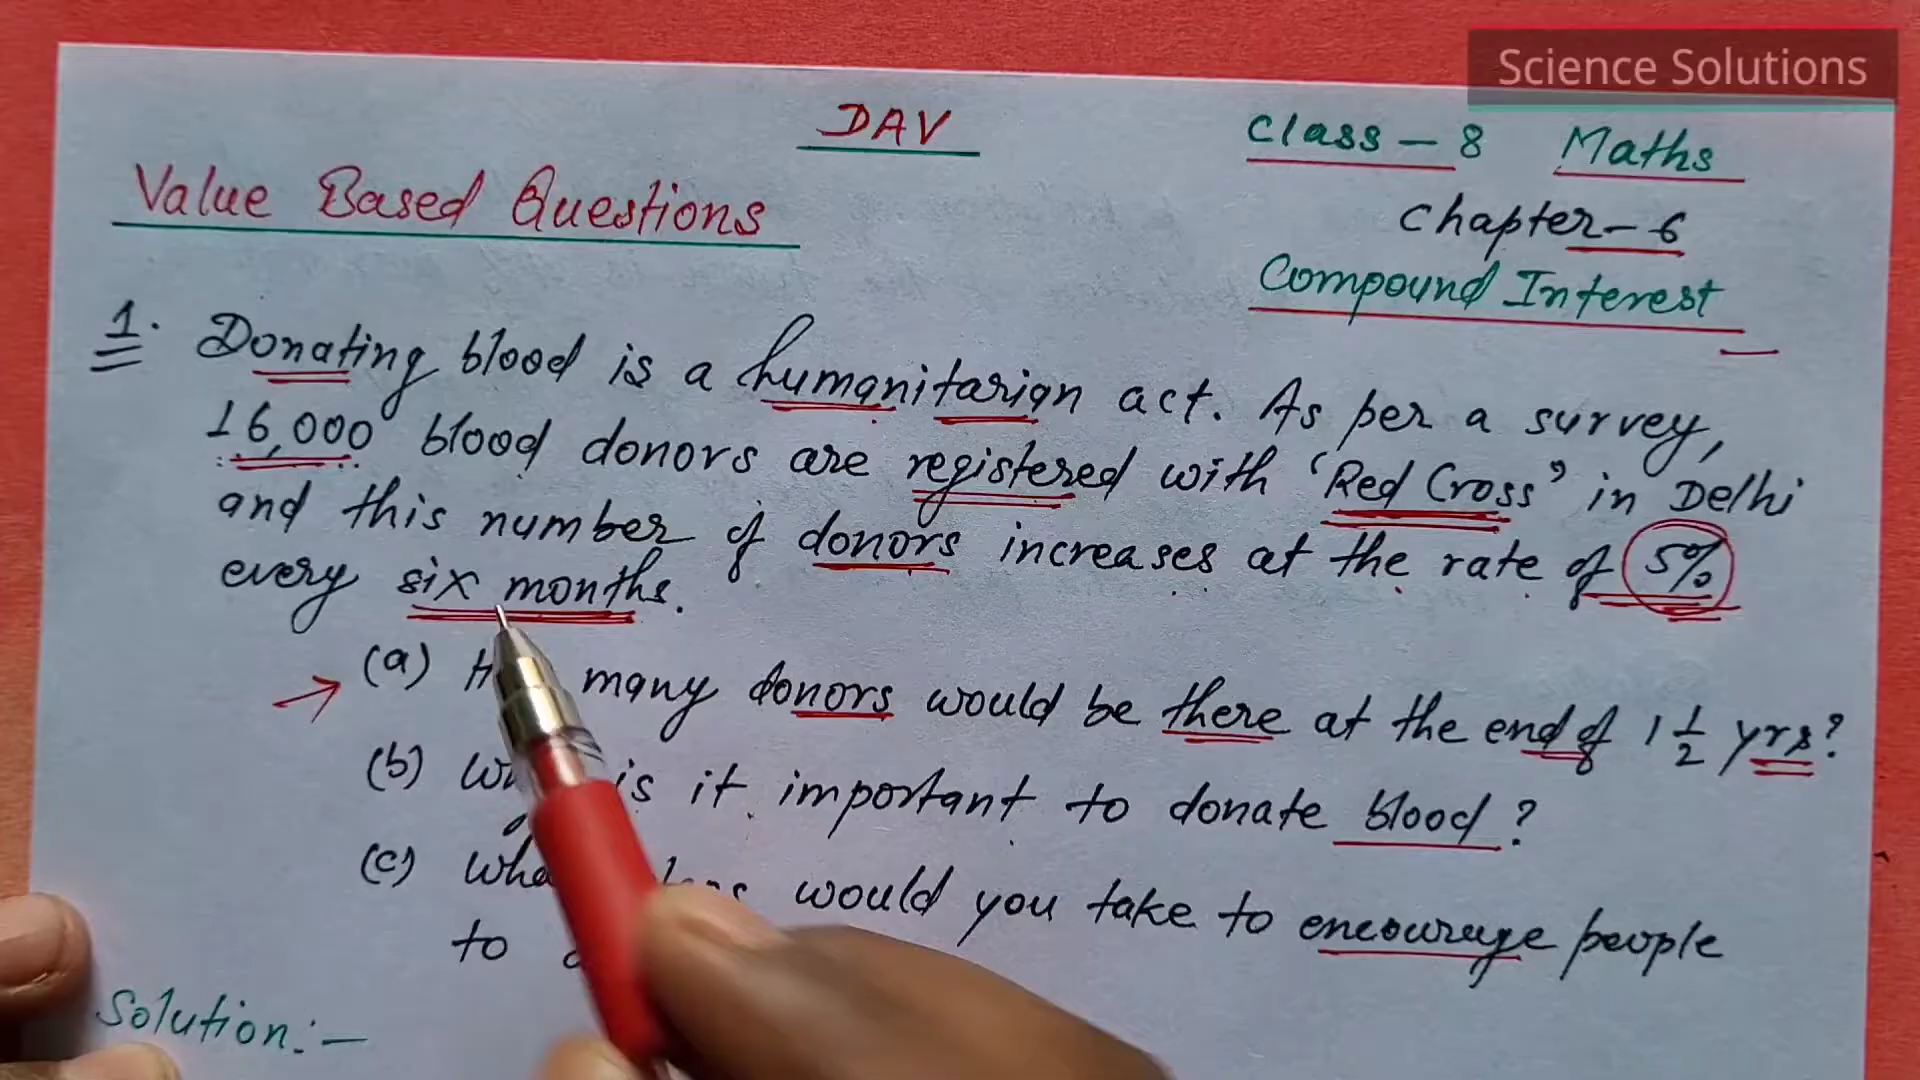 Science Solutions
DAV
Class - 8 Maths
Value Based Questions
Chapter - 6
Compound Interest
1. Donating blood is a humanitarian act. As per a survey,
16,000 blood donors are registered with 'Red Cross' in Delhi
and this number of donors increases at the rate of 5%
every six months.
(a) many donors would be there at the end of 1 1/2 yrs?
(b) is it important to donate blood?
(c) would you take to encourage people
to
Solution:-